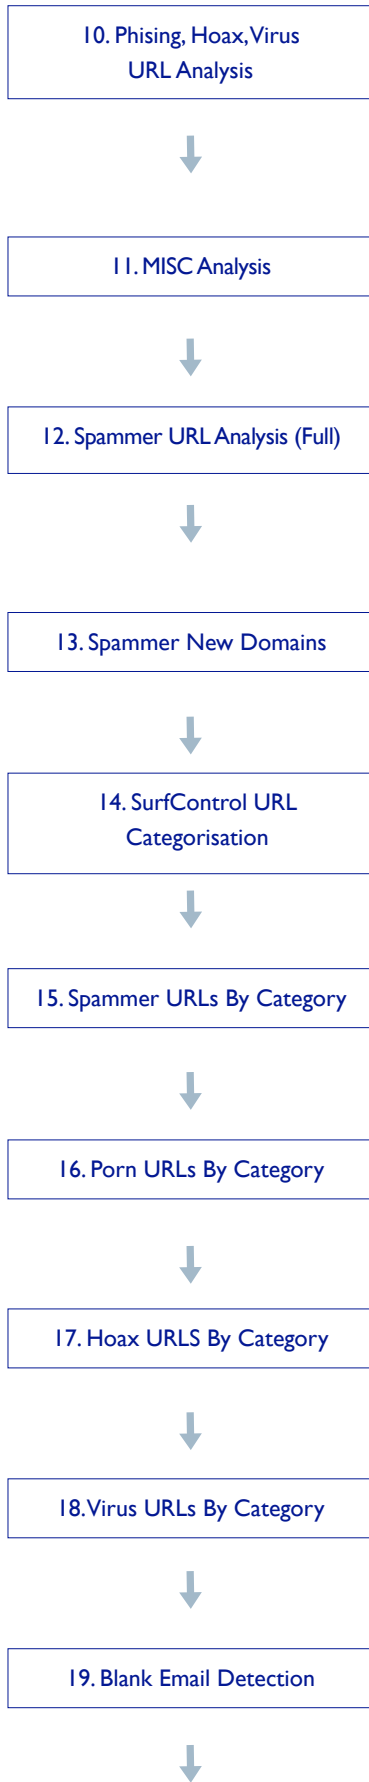 10. Phising, Hoax, Virus
URL Analysis
11. MISC Analysis
12. Spammer URL Analysis (Full)
13. Spammer New Domains
14. SurfControl URL
Categorisation
15. Spammer URLs By Category
16. Porn URLs By Category
17. Hoax URLS By Category
18. Virus URLs By Category
19. Blank Email Detection